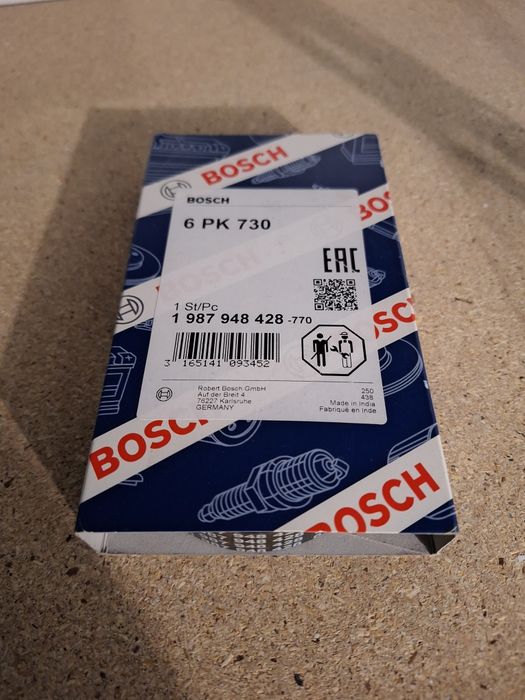 BOSCH
BOSCH
6 PK 730
BO
EAC
1 St/Pc
1 987 948 428 -770
3 165141 093452
Robert Bosch GmbH
Auf der Breit 4
76227 Karlsruhe
GERMANY
250
438
Made in India
Fabriqué en Inde
BOSCH
BOSCH